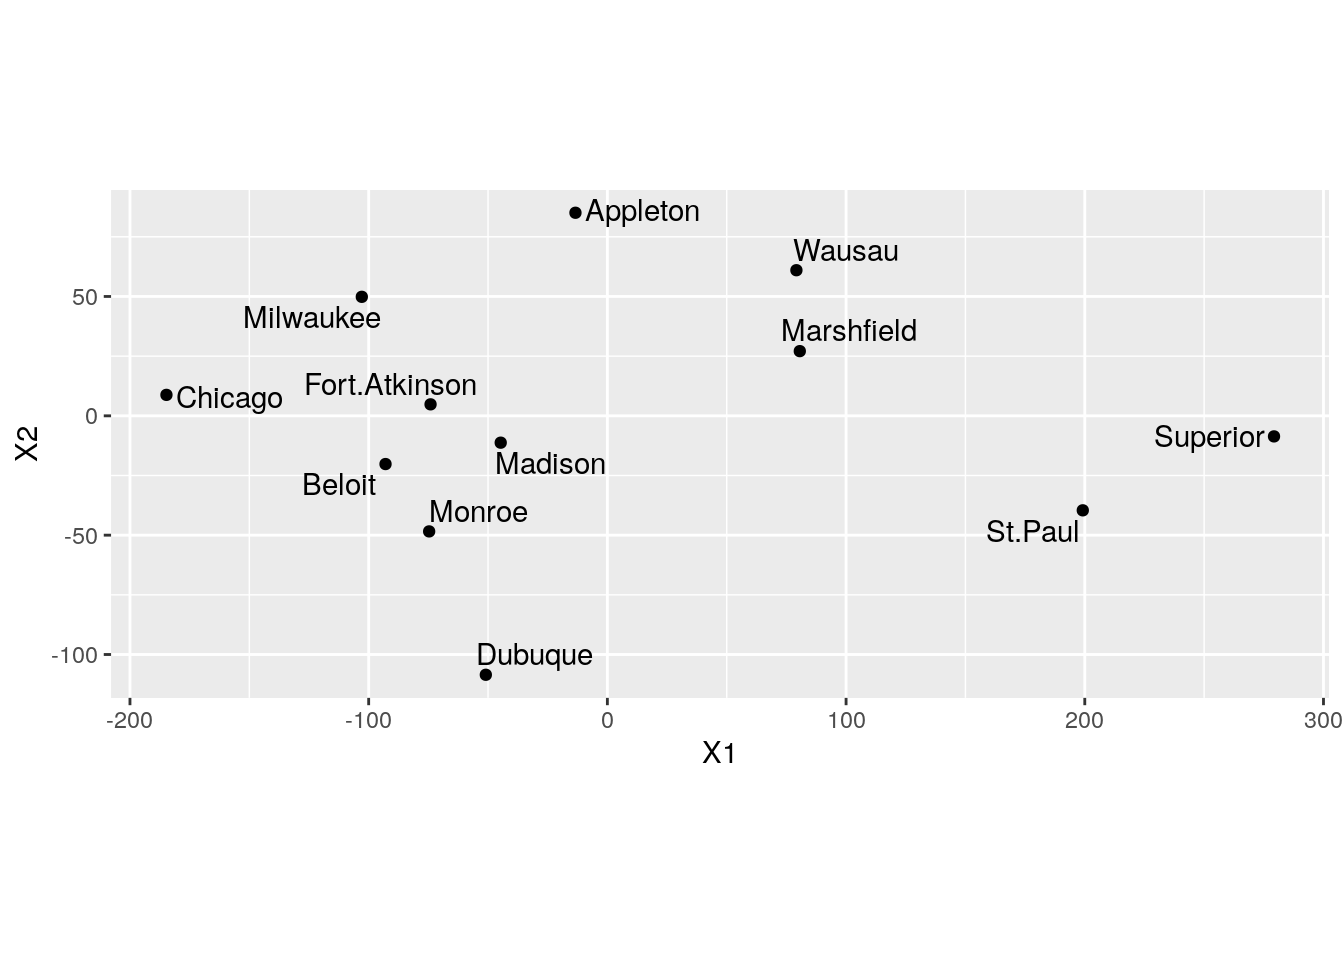 Appleton
Wausau
50
Milwaukee
Marshfield
Fort.Atkinson
Chicago
0
X2
Superior
Madison
Beloit
Monroe
St.Paul
-50
Dubuque
-100
-200 -100 0 100 200 300
X1